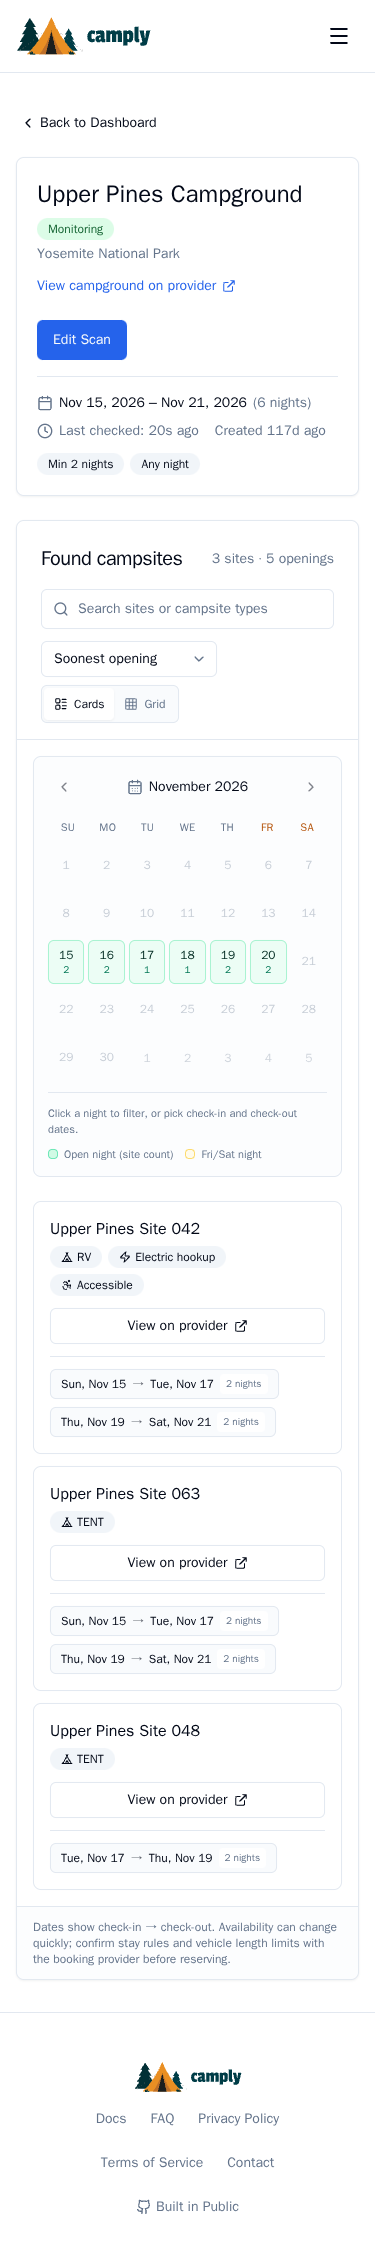 camply
Back to Dashboard
Upper Pines Campground
Monitoring
Yosemite National Park
View campground on provider
Edit Scan
Nov 15, 2026 – Nov 21, 2026 (6 nights)
Last checked: 20s ago Created 117d ago
Min 2 nights Any night
Found campsites 3 sites · 5 openings
Search sites or campsite types
Soonest opening
Cards Grid
November 2026
SU MO TU WE TH FR SA
1 2 3 4 5 6 7
8 9 10 11 12 13 14
15 16 17 18 19 20 21
2 2 1 1 2 2
22 23 24 25 26 27 28
29 30 1 2 3 4 5
Click a night to filter, or pick check-in and check-out
dates.
Open night (site count) Fri/Sat night
Upper Pines Site 042
RV Electric hookup
Accessible
View on provider
Sun, Nov 15 → Tue, Nov 17 2 nights
Thu, Nov 19 → Sat, Nov 21 2 nights
Upper Pines Site 063
TENT
View on provider
Sun, Nov 15 → Tue, Nov 17 2 nights
Thu, Nov 19 → Sat, Nov 21 2 nights
Upper Pines Site 048
TENT
View on provider
Tue, Nov 17 → Thu, Nov 19 2 nights
Dates show check-in → check-out. Availability can change
quickly; confirm stay rules and vehicle length limits with
the booking provider before reserving.
camply
Docs FAQ Privacy Policy
Terms of Service Contact
Built in Public